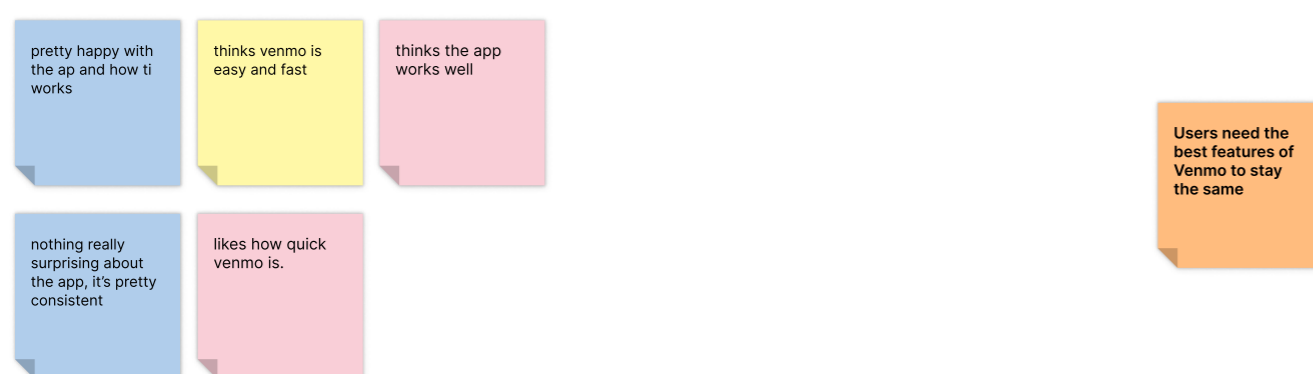 pretty happy with
the ap and how ti
works
thinks venmo is
easy and fast
thinks the app
works well
nothing really
surprising about
the app, it's pretty
consistent
likes how quick
venmo is.
Users need the
best features of
Venmo to stay
the same